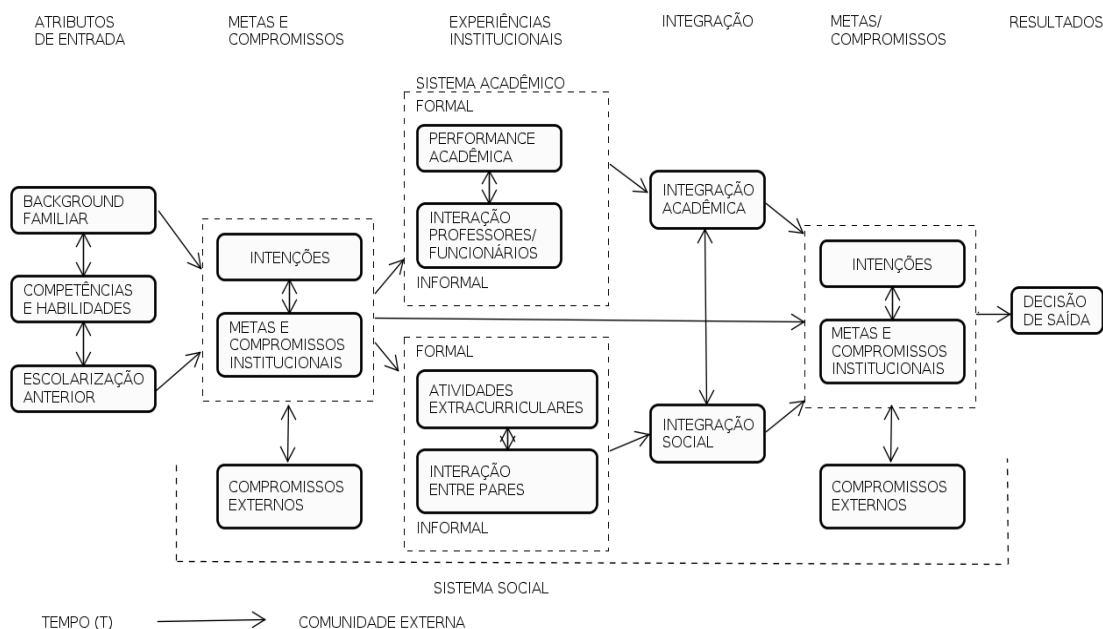 ATRIBUTOS
DE ENTRADA
METAS E
COMPROMISSOS
EXPERIÊNCIAS
INSTITUCIONAIS
INTEGRAÇÃO
METAS/
COMPROMISSOS
RESULTADOS
BACKGROUND
FAMILIAR
COMPETÊNCIAS
E HABILIDADES
ESCOLARIZAÇÃO
ANTERIOR
INTENÇÕES
METAS E
COMPROMISSOS
INSTITUCIONAIS
COMPROMISSOS
EXTERNOS
SISTEMA ACADÊMICO
FORMAL
PERFORMANCE
ACADÊMICA
INTERAÇÃO
PROFESSORES/
FUNCIONÁRIOS
INFORMAL
FORMAL
ATIVIDADES
EXTRACURRICULARES
INTERAÇÃO
ENTRE PARES
INFORMAL
INTEGRAÇÃO
ACADÊMICA
INTEGRAÇÃO
SOCIAL
INTENÇÕES
METAS E
COMPROMISSOS
INSTITUCIONAIS
COMPROMISSOS
EXTERNOS
DECISÃO
DE SAÍDA
SISTEMA SOCIAL
TEMPO (T)
COMUNIDADE EXTERNA